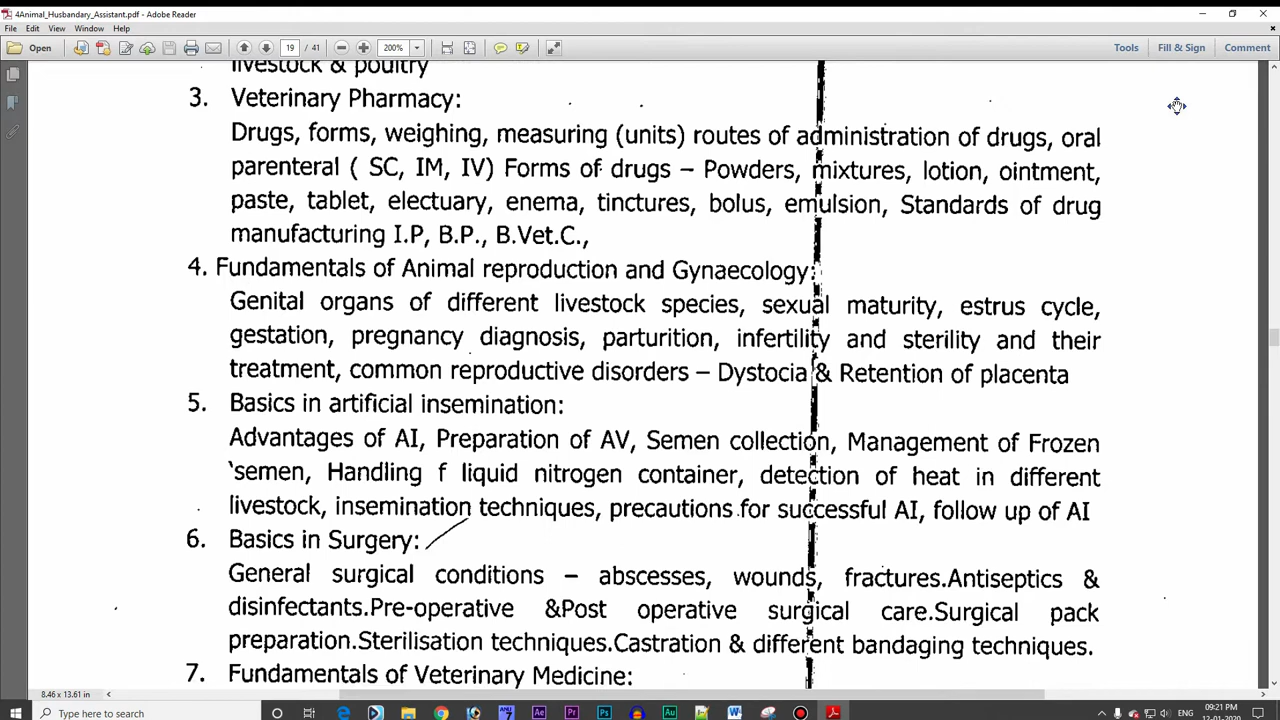 4Animal_Husbandary_Assistant.pdf - Adobe Reader
File Edit View Window Help
Open 19 / 41 200% Tools Fill & Sign Comment
livestock & poultry
3. Veterinary Pharmacy:
Drugs, forms, weighing, measuring (units) routes of administration of drugs, oral
parenteral ( SC, IM, IV) Forms of drugs – Powders, mixtures, lotion, ointment,
paste, tablet, electuary, enema, tinctures, bolus, emulsion, Standards of drug
manufacturing I.P, B.P., B.Vet.C.,
4. Fundamentals of Animal reproduction and Gynaecology:
Genital organs of different livestock species, sexual maturity, estrus cycle,
gestation, pregnancy diagnosis, parturition, infertility and sterility and their
treatment, common reproductive disorders – Dystocia & Retention of placenta
5. Basics in artificial insemination:
Advantages of AI, Preparation of AV, Semen collection, Management of Frozen
‘semen, Handling f liquid nitrogen container, detection of heat in different
livestock, insemination techniques, precautions for successful AI, follow up of AI
6. Basics in Surgery:
General surgical conditions – abscesses, wounds, fractures.Antiseptics &
disinfectants.Pre-operative &Post operative surgical care.Surgical pack
preparation.Sterilisation techniques.Castration & different bandaging techniques.
7. Fundamentals of Veterinary Medicine:
8.46 x 13.61 in
Type here to search
ENG 09:21 PM
12-01-2020